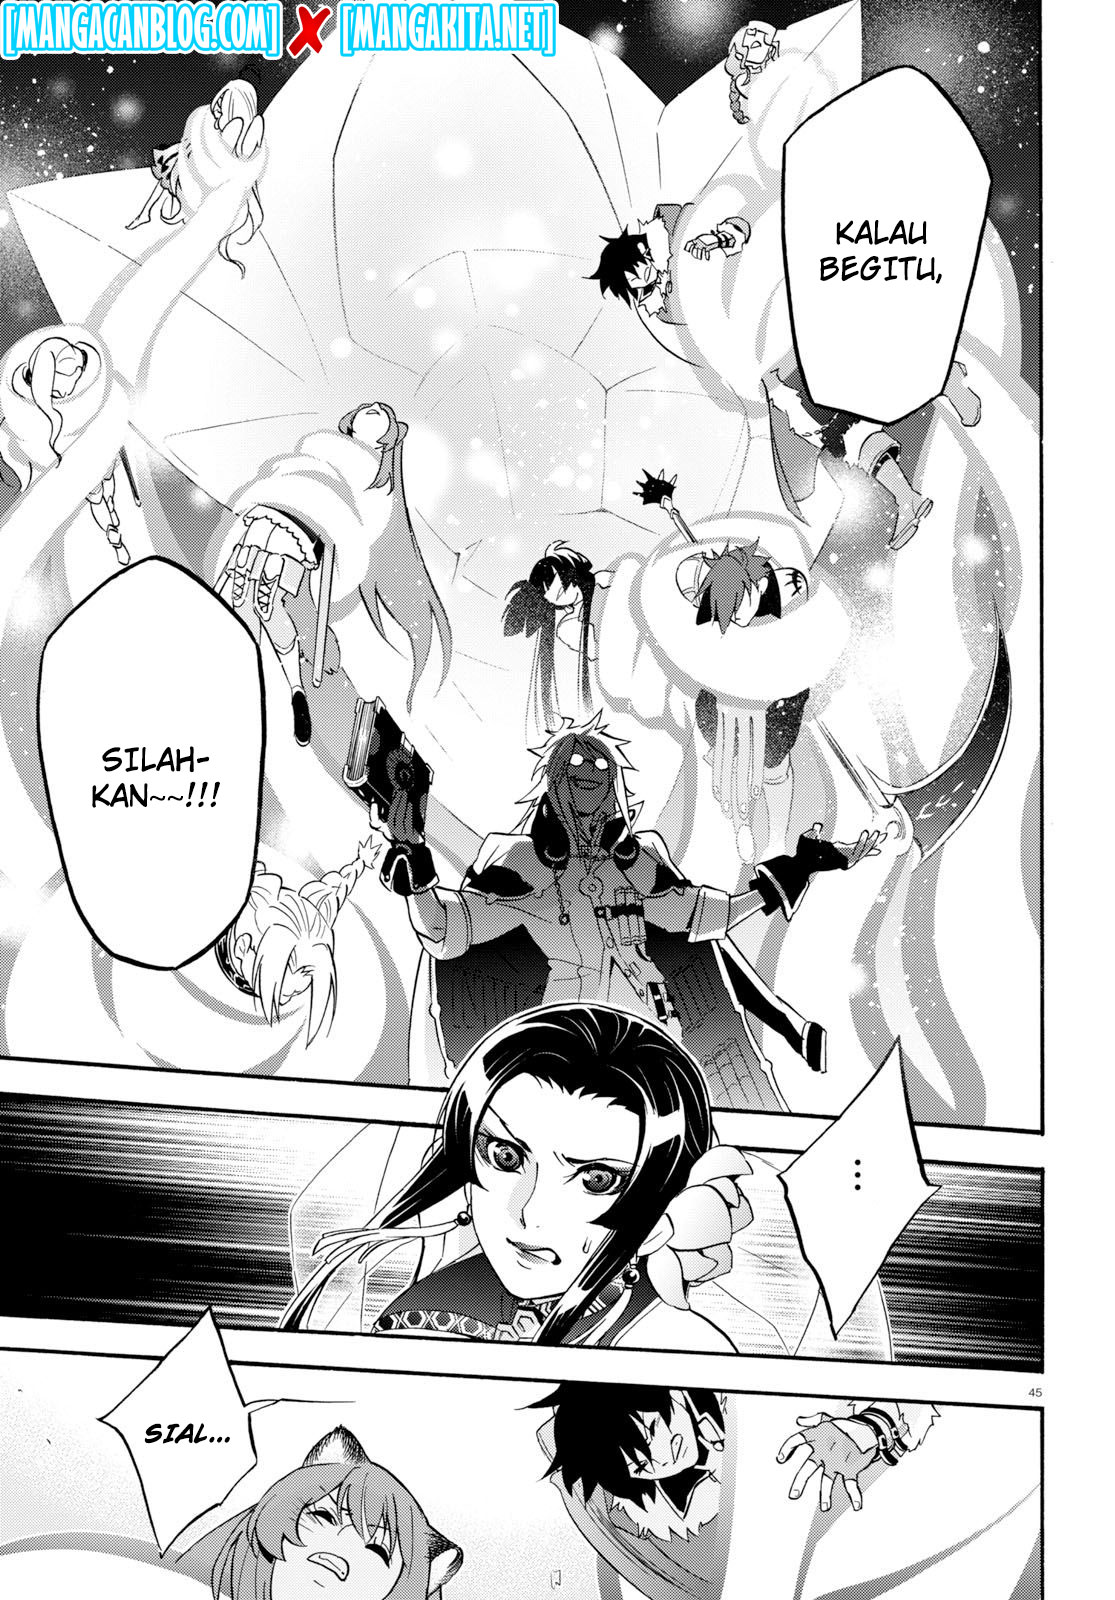 [MANGACANBLOG.COM] X [MANGAKITA.NET]
KALAU
BEGITU,
SILAH-
KAN~~!!!
...
45
SIAL...